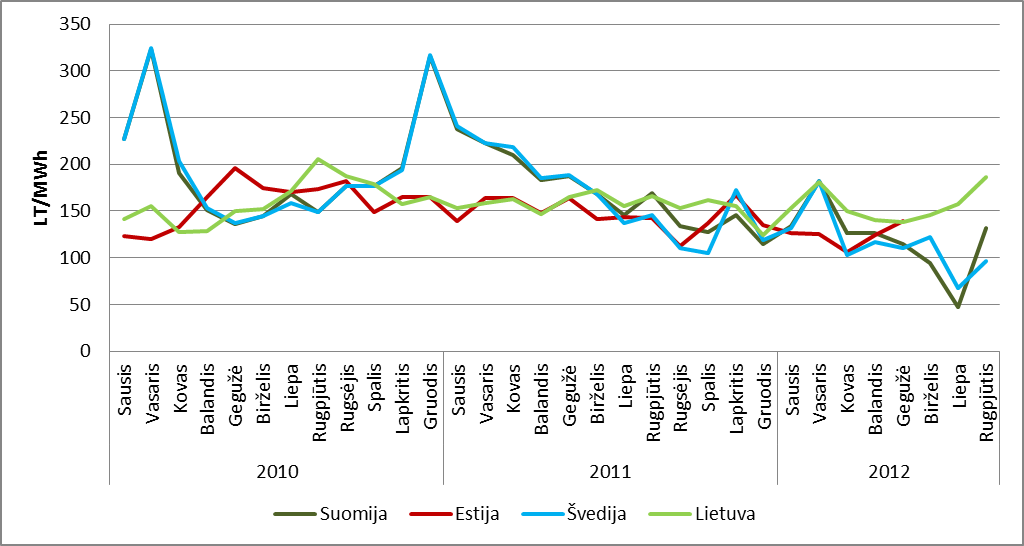 350
300
250
200
150
100
50
0
LT/MWh
Sausis
Vasaris
Kovas
Balandis
Gegužė
Birželis
Liepa
Rugpjūtis
Rugsėjis
Spalis
Lapkritis
Gruodis
Sausis
Vasaris
Kovas
Balandis
Gegužė
Birželis
Liepa
Rugpjūtis
Rugsėjis
Spalis
Lapkritis
Gruodis
Sausis
Vasaris
Kovas
Balandis
Gegužė
Birželis
Liepa
Rugpjūtis
2010 2011 2012
Suomija Estija Švedija Lietuva